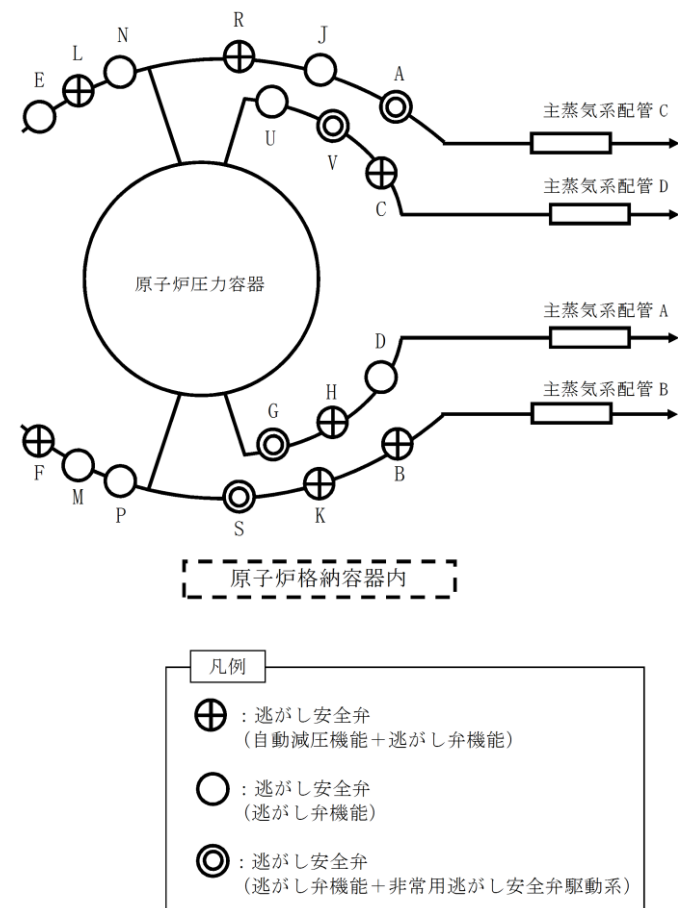 R
J
N
L
A
E
主蒸気系配管 C
U
V
主蒸気系配管 D
C
原子炉圧力容器
主蒸気系配管 A
D
H
主蒸気系配管 B
G
F
B
M
P
S
K
原子炉格納容器内
凡例
：逃がし安全弁
（自動減圧機能＋逃がし弁機能）
：逃がし安全弁
（逃がし弁機能）
：逃がし安全弁
（逃がし弁機能＋非常用逃がし安全弁駆動系）